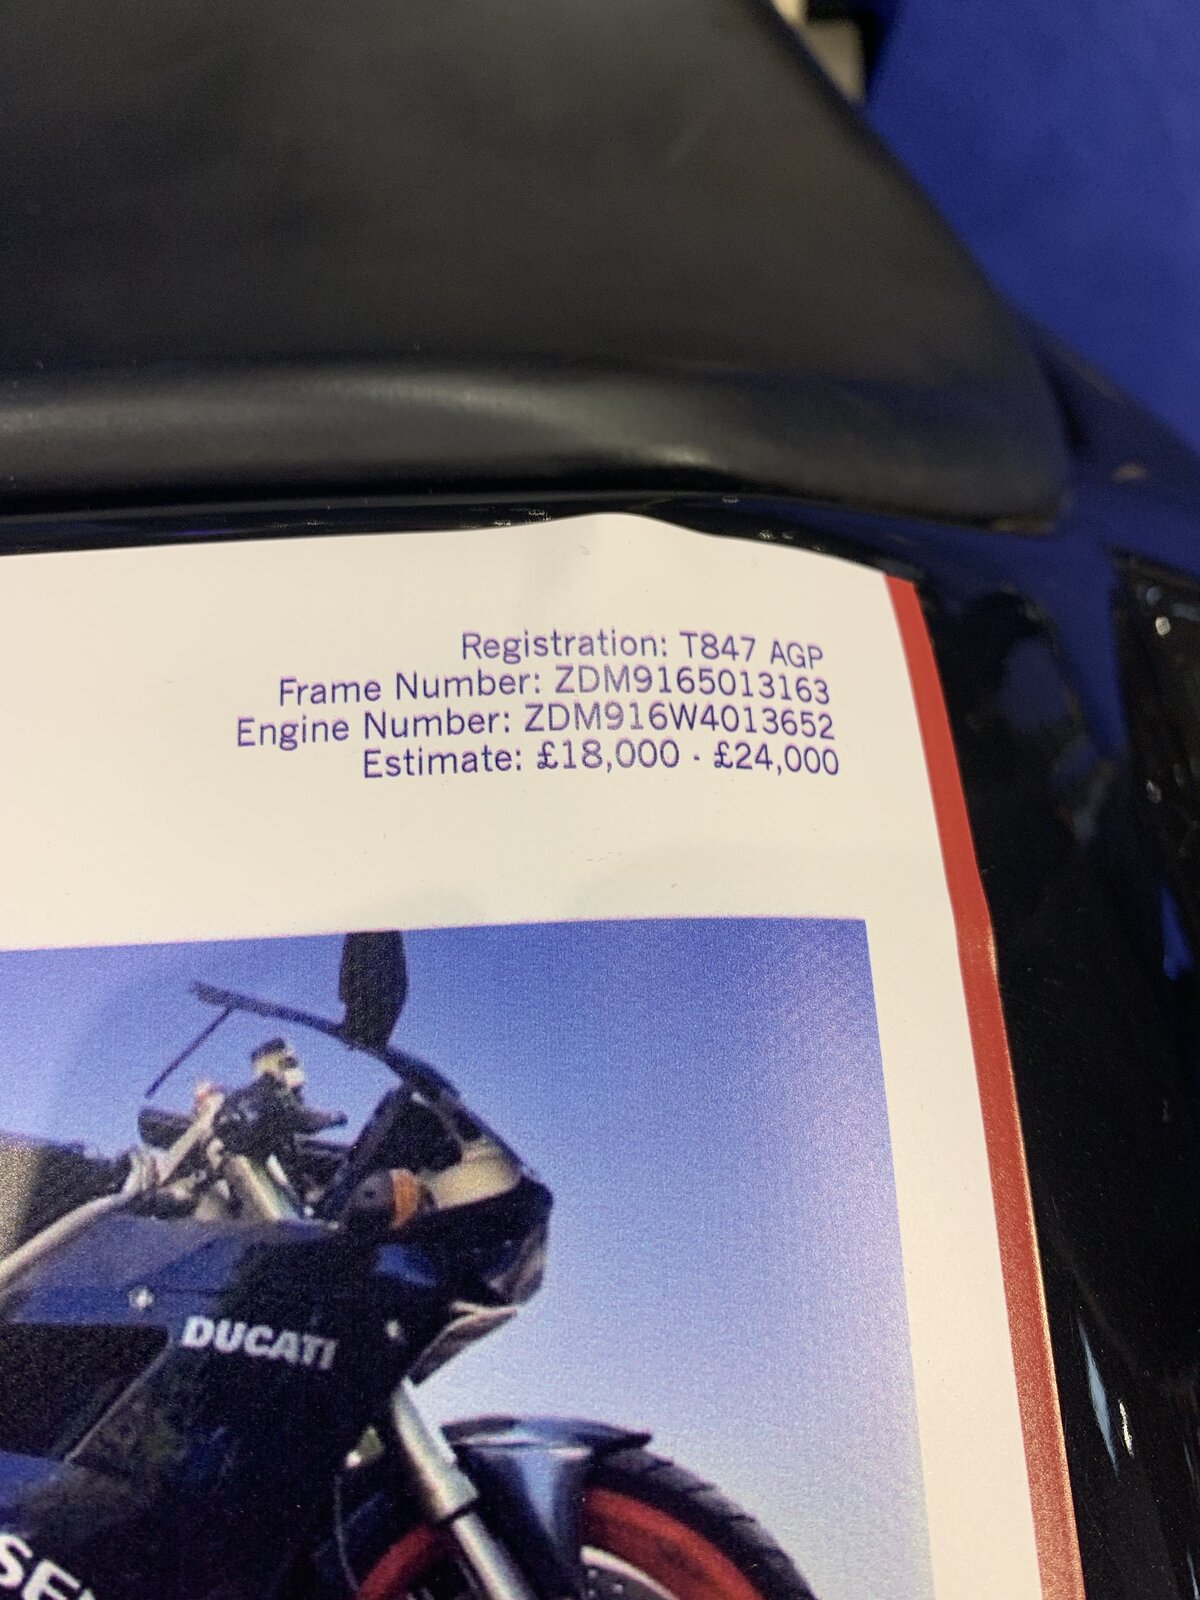 Registration: T847 AGP
Frame Number: ZDM9165013163
Engine Number: ZDM916W4013652
Estimate: £18,000 - £24,000
DUCATI